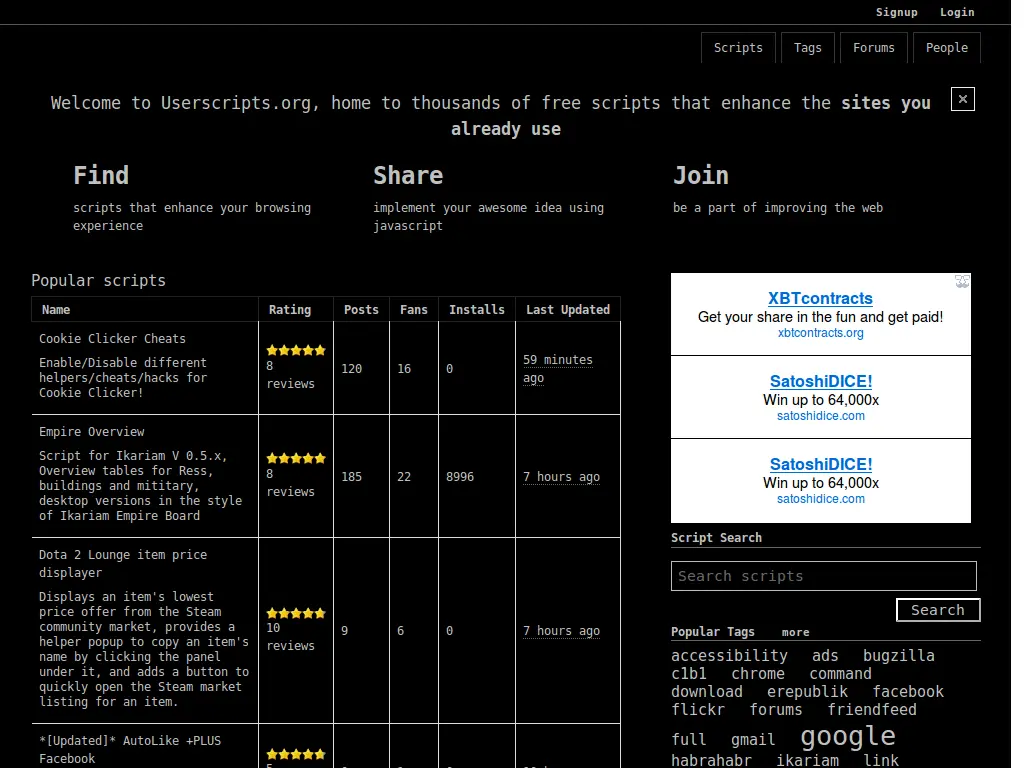 Signup Login
Scripts Tags Forums People
Welcome to Userscripts.org, home to thousands of free scripts that enhance the sites you
already use
Find
scripts that enhance your browsing
experience
Share
implement your awesome idea using
javascript
Join
be a part of improving the web
Popular scripts
Name Rating Posts Fans Installs Last Updated
Cookie Clicker Cheats
Enable/Disable different
helpers/cheats/hacks for
Cookie Clicker!
8
reviews
120 16 0
59 minutes
ago
Empire Overview
Script for Ikariam V 0.5.x,
Overview tables for Ress,
buildings and mititary,
desktop versions in the style
of Ikariam Empire Board
8
reviews
185 22 8996 7 hours ago
Dota 2 Lounge item price
displayer
Displays an item's lowest
price offer from the Steam
community market, provides a
helper popup to copy an item's
name by clicking the panel
under it, and adds a button to
quickly open the Steam market
listing for an item.
10
reviews
9 6 0 7 hours ago
*[Updated]* AutoLike +PLUS
Facebook
XBTcontracts
Get your share in the fun and get paid!
xbtcontracts.org
SatoshiDICE!
Win up to 64,000x
satoshidice.com
SatoshiDICE!
Win up to 64,000x
satoshidice.com
Script Search
Search scripts
Search
Popular Tags more
accessibility ads bugzilla
c1b1 chrome command
download erepublik facebook
flickr forums friendfeed
full gmail google
habrahabr ikariam link